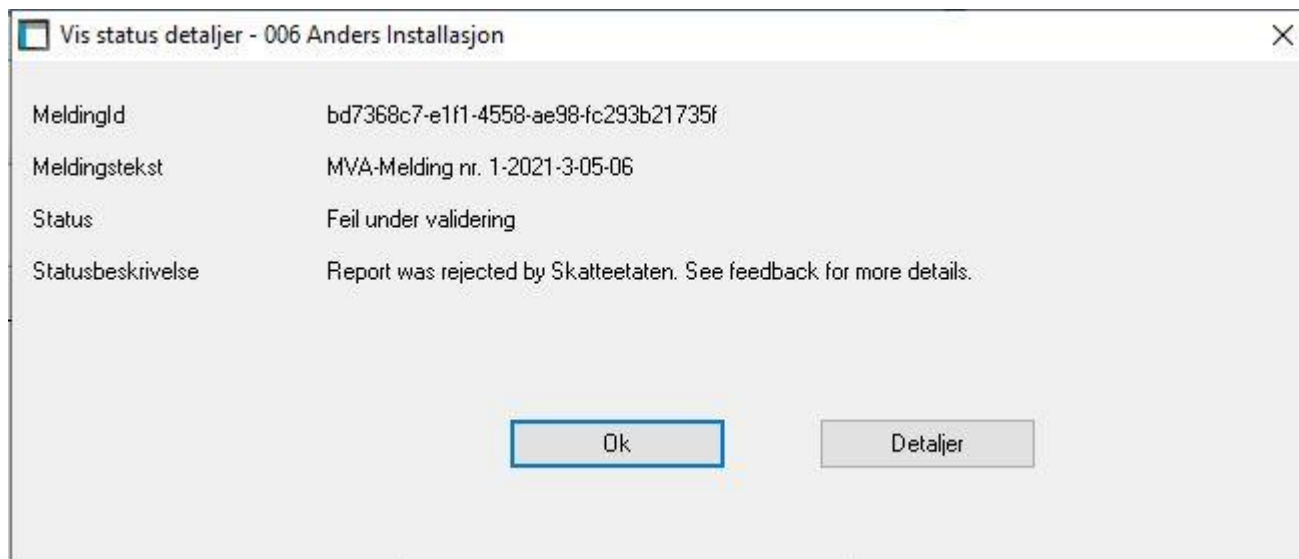 Vis status detaljer - 006 Anders Installasjon
MeldingId bd7368c7-e1f1-4558-ae98-fc293b21735f
Meldingstekst MVA-Melding nr. 1-2021-3-05-06
Status Feil under validering
Statusbeskrivelse Report was rejected by Skatteetaten. See feedback for more details.
Ok Detaljer